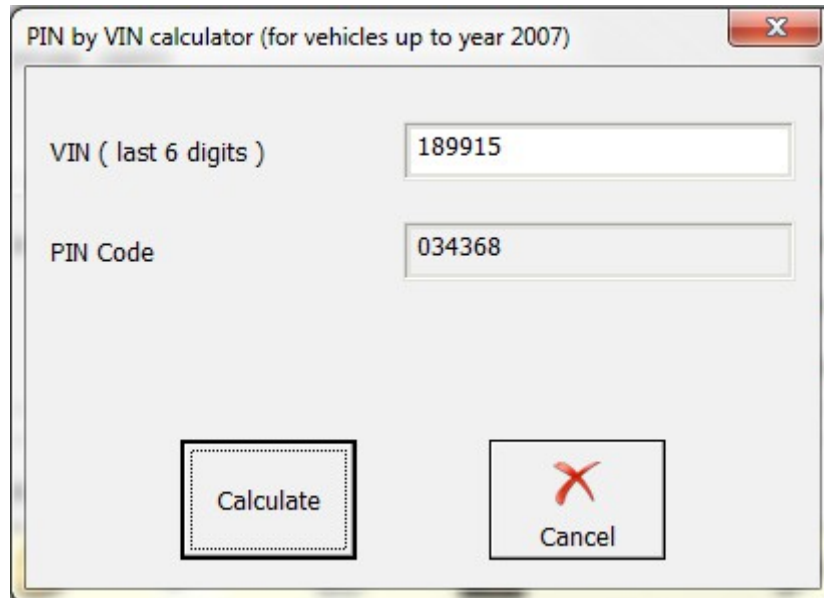 PIN by VIN calculator (for vehicles up to year 2007)
VIN ( last 6 digits )
189915
PIN Code
034368
Calculate
Cancel